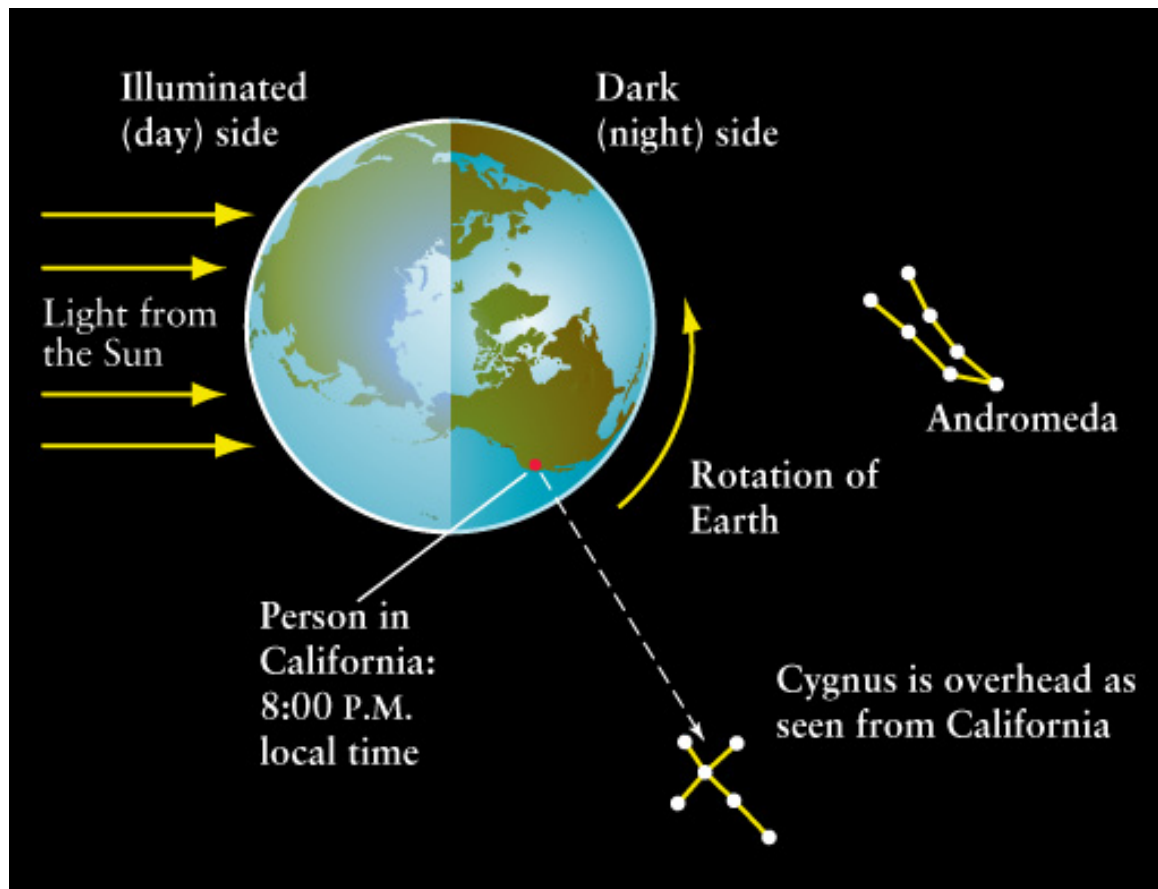 Illuminated
(day) side
Dark
(night) side
Light from
the Sun
Andromeda
Rotation of
Earth
Person in
California:
8:00 P.M.
local time
Cygnus is overhead as
seen from California